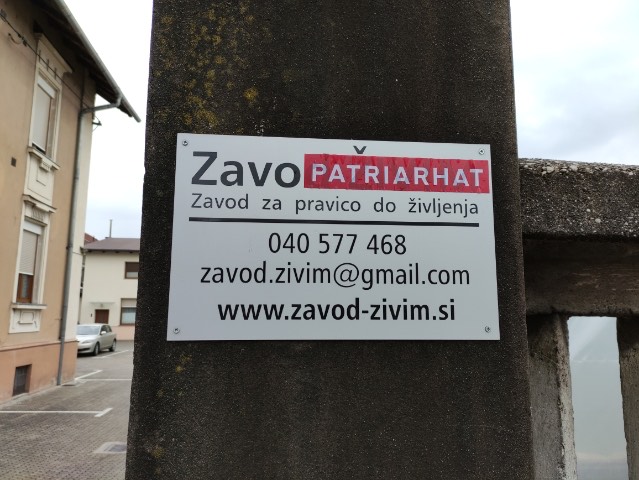 Zavo PATRIARHAT
Zavod za pravico do življenja
040 577 468
zavod.zivim@gmail.com
www.zavod-zivim.si